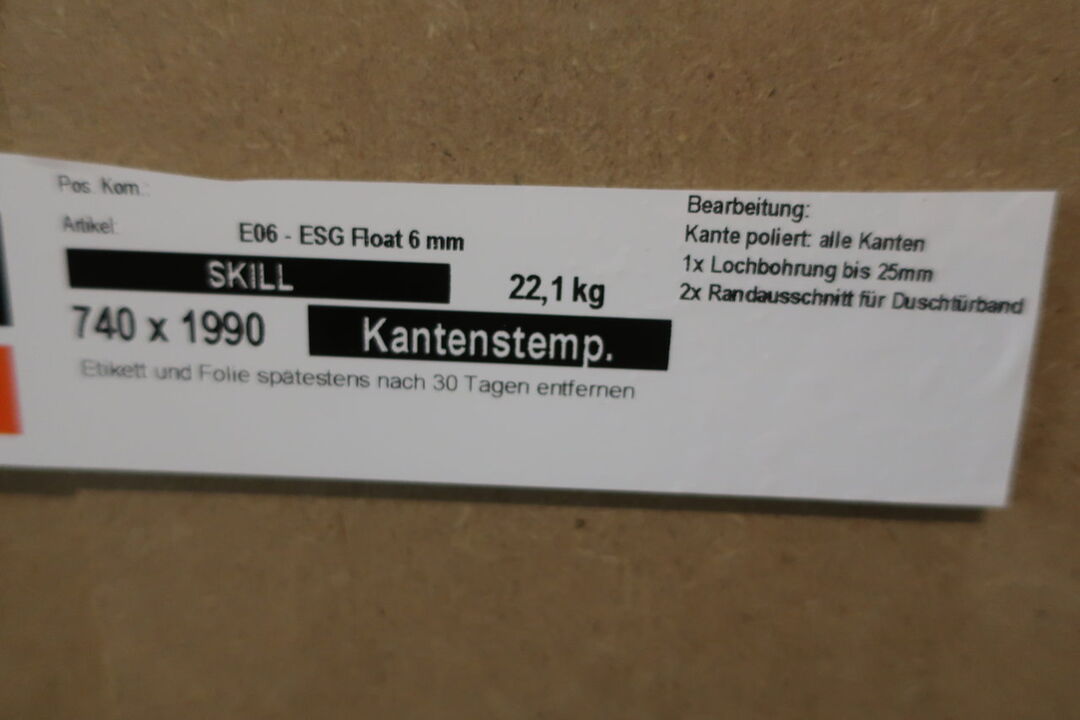 Pos. Kom.:
Artikel:
E06 - ESG Float 6 mm
SKILL
22,1 kg
740 x 1990
Kantenstemp.
Etikett und Folie spätestens nach 30 Tagen entfernen
Bearbeitung:
Kante poliert: alle Kanten
1x Lochbohrung bis 25mm
2x Randausschnitt für Duschtürband